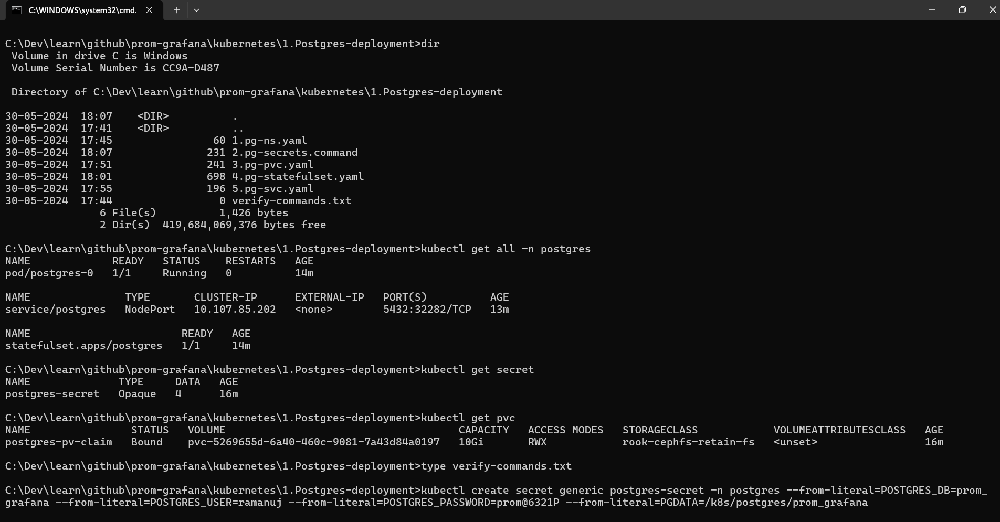 C:\WINDOWS\system32\cmd.
C:\Dev\learn\github\prom-grafana\kubernetes\1.Postgres-deployment>dir
 Volume in drive C is Windows
 Volume Serial Number is CC9A-D487
 Directory of C:\Dev\learn\github\prom-grafana\kubernetes\1.Postgres-deployment
30-05-2024  18:07    <DIR>          .
30-05-2024  17:41    <DIR>          ..
30-05-2024  17:45                60 1.pg-ns.yaml
30-05-2024  18:07               231 2.pg-secrets.command
30-05-2024  17:51               241 3.pg-pvc.yaml
30-05-2024  18:01               698 4.pg-statefulset.yaml
30-05-2024  17:55               196 5.pg-svc.yaml
30-05-2024  17:44                 0 verify-commands.txt
               6 File(s)          1,426 bytes
               2 Dir(s)  419,684,069,376 bytes free
C:\Dev\learn\github\prom-grafana\kubernetes\1.Postgres-deployment>kubectl get all -n postgres
NAME             READY   STATUS    RESTARTS   AGE
pod/postgres-0   1/1     Running   0          14m
NAME               TYPE       CLUSTER-IP      EXTERNAL-IP   PORT(S)          AGE
service/postgres   NodePort   10.107.85.202   <none>        5432:32282/TCP   13m
NAME                        READY   AGE
statefulset.apps/postgres   1/1     14m
C:\Dev\learn\github\prom-grafana\kubernetes\1.Postgres-deployment>kubectl get secret
NAME              TYPE     DATA   AGE
postgres-secret   Opaque   4      16m
C:\Dev\learn\github\prom-grafana\kubernetes\1.Postgres-deployment>kubectl get pvc
NAME                STATUS   VOLUME                                     CAPACITY   ACCESS MODES   STORAGECLASS            VOLUMEATTRIBUTESCLASS   AGE
postgres-pv-claim   Bound    pvc-5269655d-6a40-460c-9081-7a43d84a0197   10Gi       RWX            rook-cephfs-retain-fs   <unset>                 16m
C:\Dev\learn\github\prom-grafana\kubernetes\1.Postgres-deployment>type verify-commands.txt
C:\Dev\learn\github\prom-grafana\kubernetes\1.Postgres-deployment>kubectl create secret generic postgres-secret -n postgres --from-literal=POSTGRES_DB=prom_
grafana --from-literal=POSTGRES_USER=ramanuj --from-literal=POSTGRES_PASSWORD=prom@6321P --from-literal=PGDATA=/k8s/postgres/prom_grafana